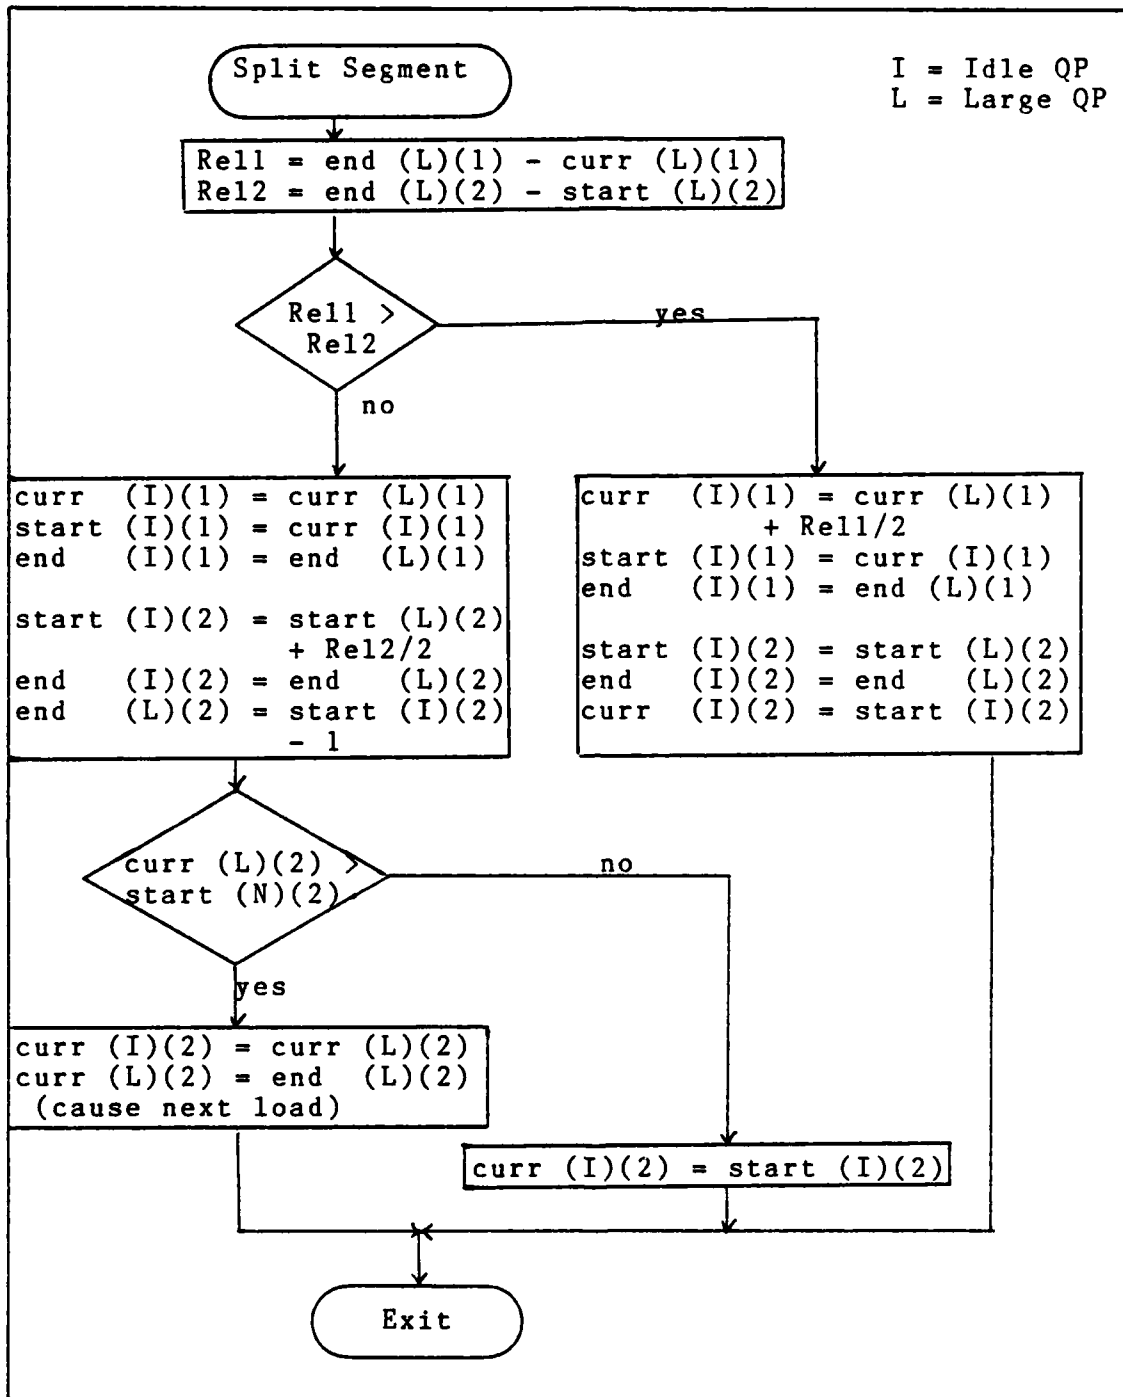 Split Segment
I = Idle QP
L = Large QP
Rel1 = end (L)(1) - curr (L)(1)
Rel2 = end (L)(2) - start (L)(2)
Rel1 >
Rel2
yes
no
curr (I)(1) = curr (L)(1)
start (I)(1) = curr (I)(1)
end (I)(1) = end (L)(1)
start (I)(2) = start (L)(2)
+ Rel2/2
end (I)(2) = end (L)(2)
end (L)(2) = start (I)(2)
- 1
curr (I)(1) = curr (L)(1)
+ Rel1/2
start (I)(1) = curr (I)(1)
end (I)(1) = end (L)(1)
start (I)(2) = start (L)(2)
end (I)(2) = end (L)(2)
curr (I)(2) = start (I)(2)
curr (L)(2) >
start (N)(2)
no
yes
curr (I)(2) = curr (L)(2)
curr (L)(2) = end (L)(2)
(cause next load)
curr (I)(2) = start (I)(2)
Exit